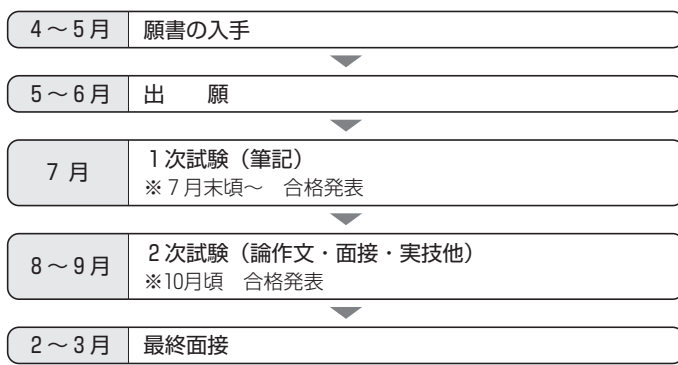 4～5月 願書の入手
5～6月 出　　願
7 月 1次試験（筆記）
※7月末頃～　合格発表
8～9月 2次試験（論作文・面接・実技他）
※10月頃　合格発表
2～3月 最終面接